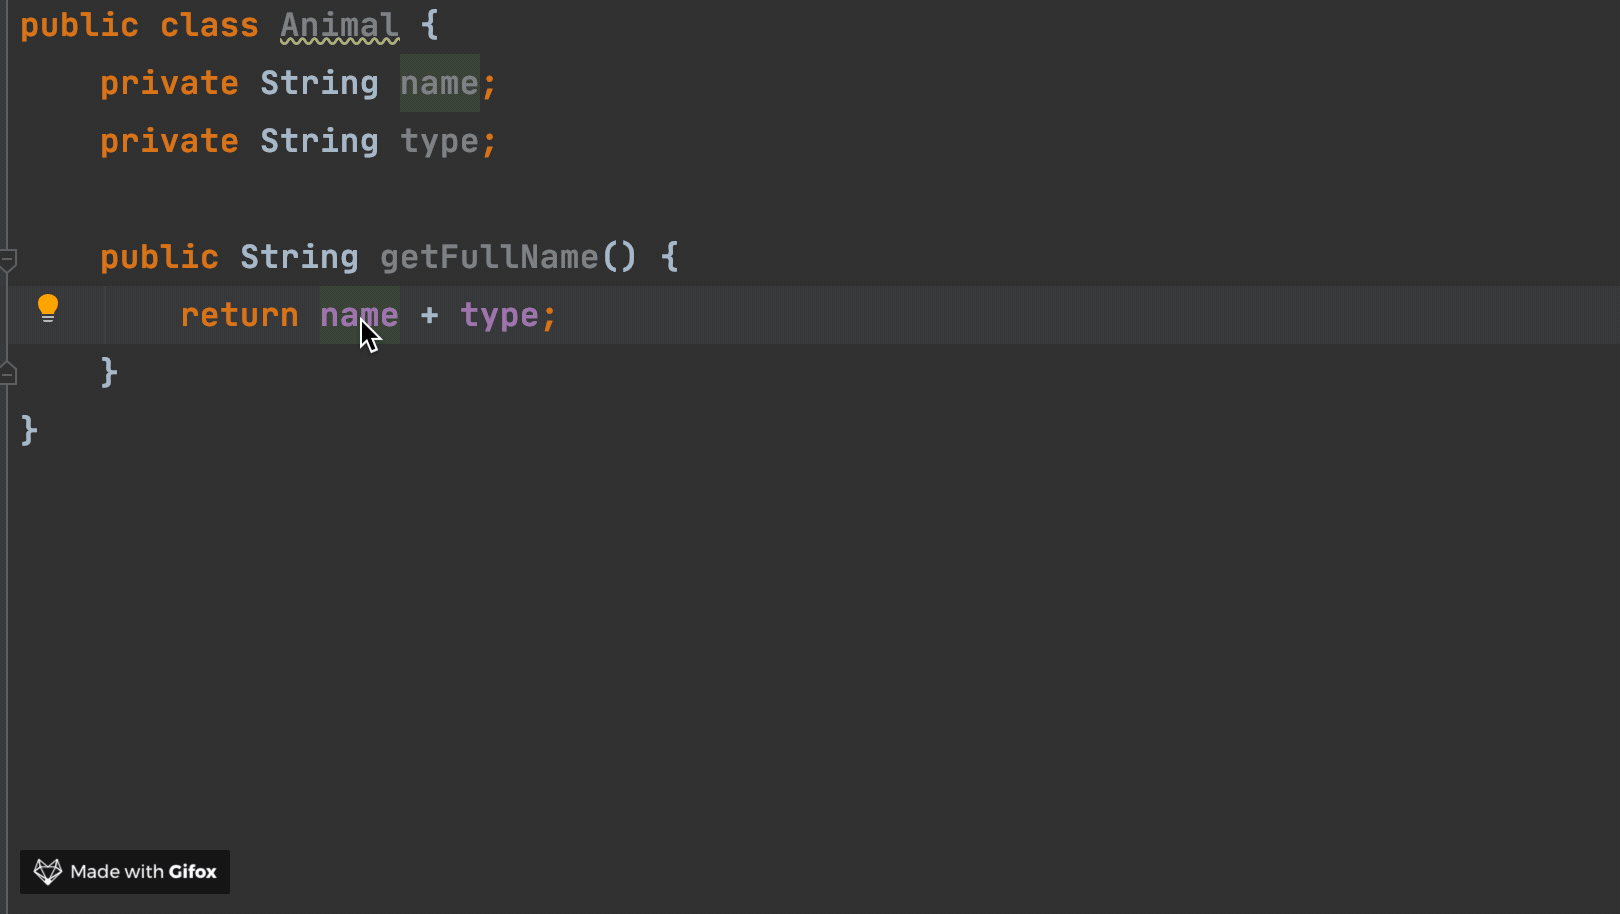 public class Animal {
    private String name;
    private String type;

    public String getFullName() {
        return name + type;
    }
}
Made with Gifox